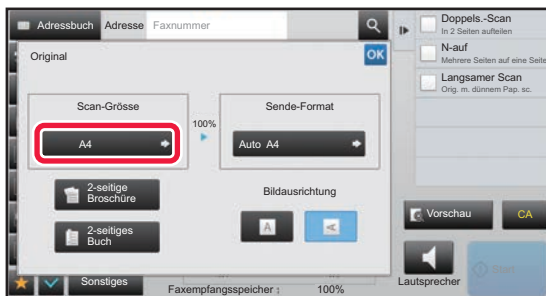 Adressbuch Adresse Faxnummer
Original
OK
Scan-Grösse
A4
100%
Sende-Format
Auto A4
2-seitige
Broschüre
2-seitiges
Buch
Bildausrichtung
A
A
Sonstiges
Faxempfangsspeicher : 100%
Doppels.-Scan
In 2 Seiten aufteilen
N-auf
Mehrere Seiten auf eine Seite
Langsamer Scan
Orig. m. dünnem Pap. sc.
Vorschau
CA
Lautsprecher
Start